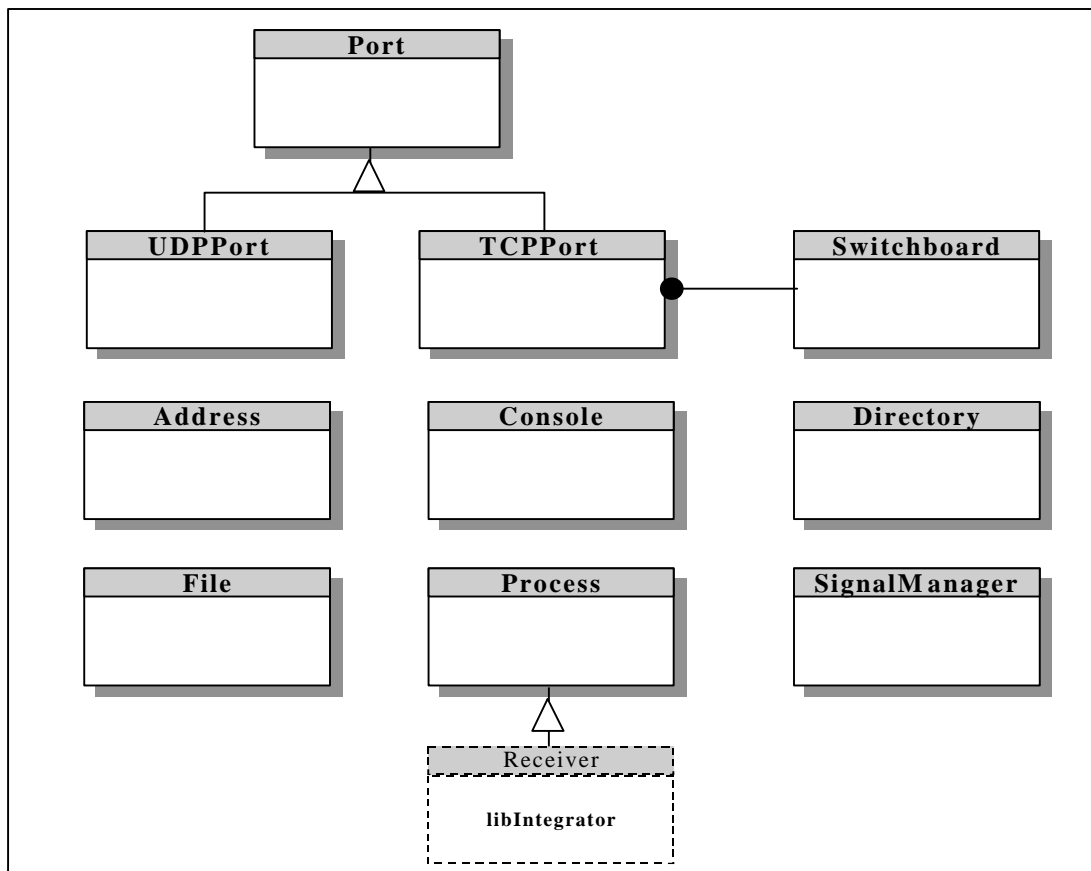 Port
UDPPort
TCPPort
Switchboard
Address
Console
Directory
File
Process
SignalManager
Receiver
libIntegrator